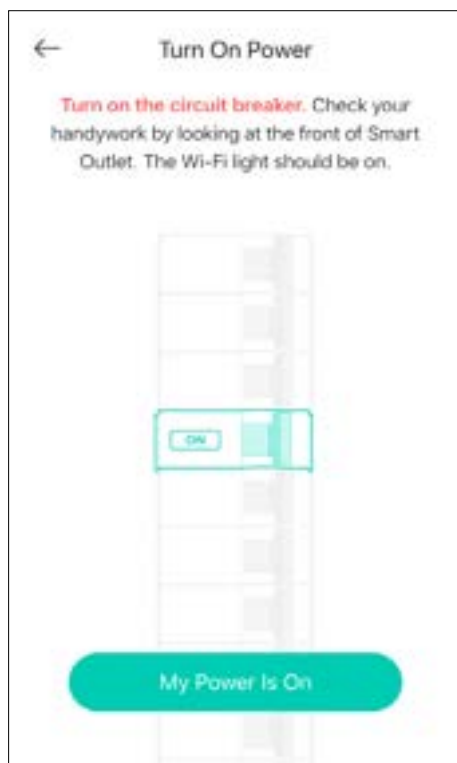 Turn On Power
Turn on the circuit breaker. Check your
handywork by looking at the front of Smart
Outlet. The Wi-Fi light should be on.
ON
My Power Is On